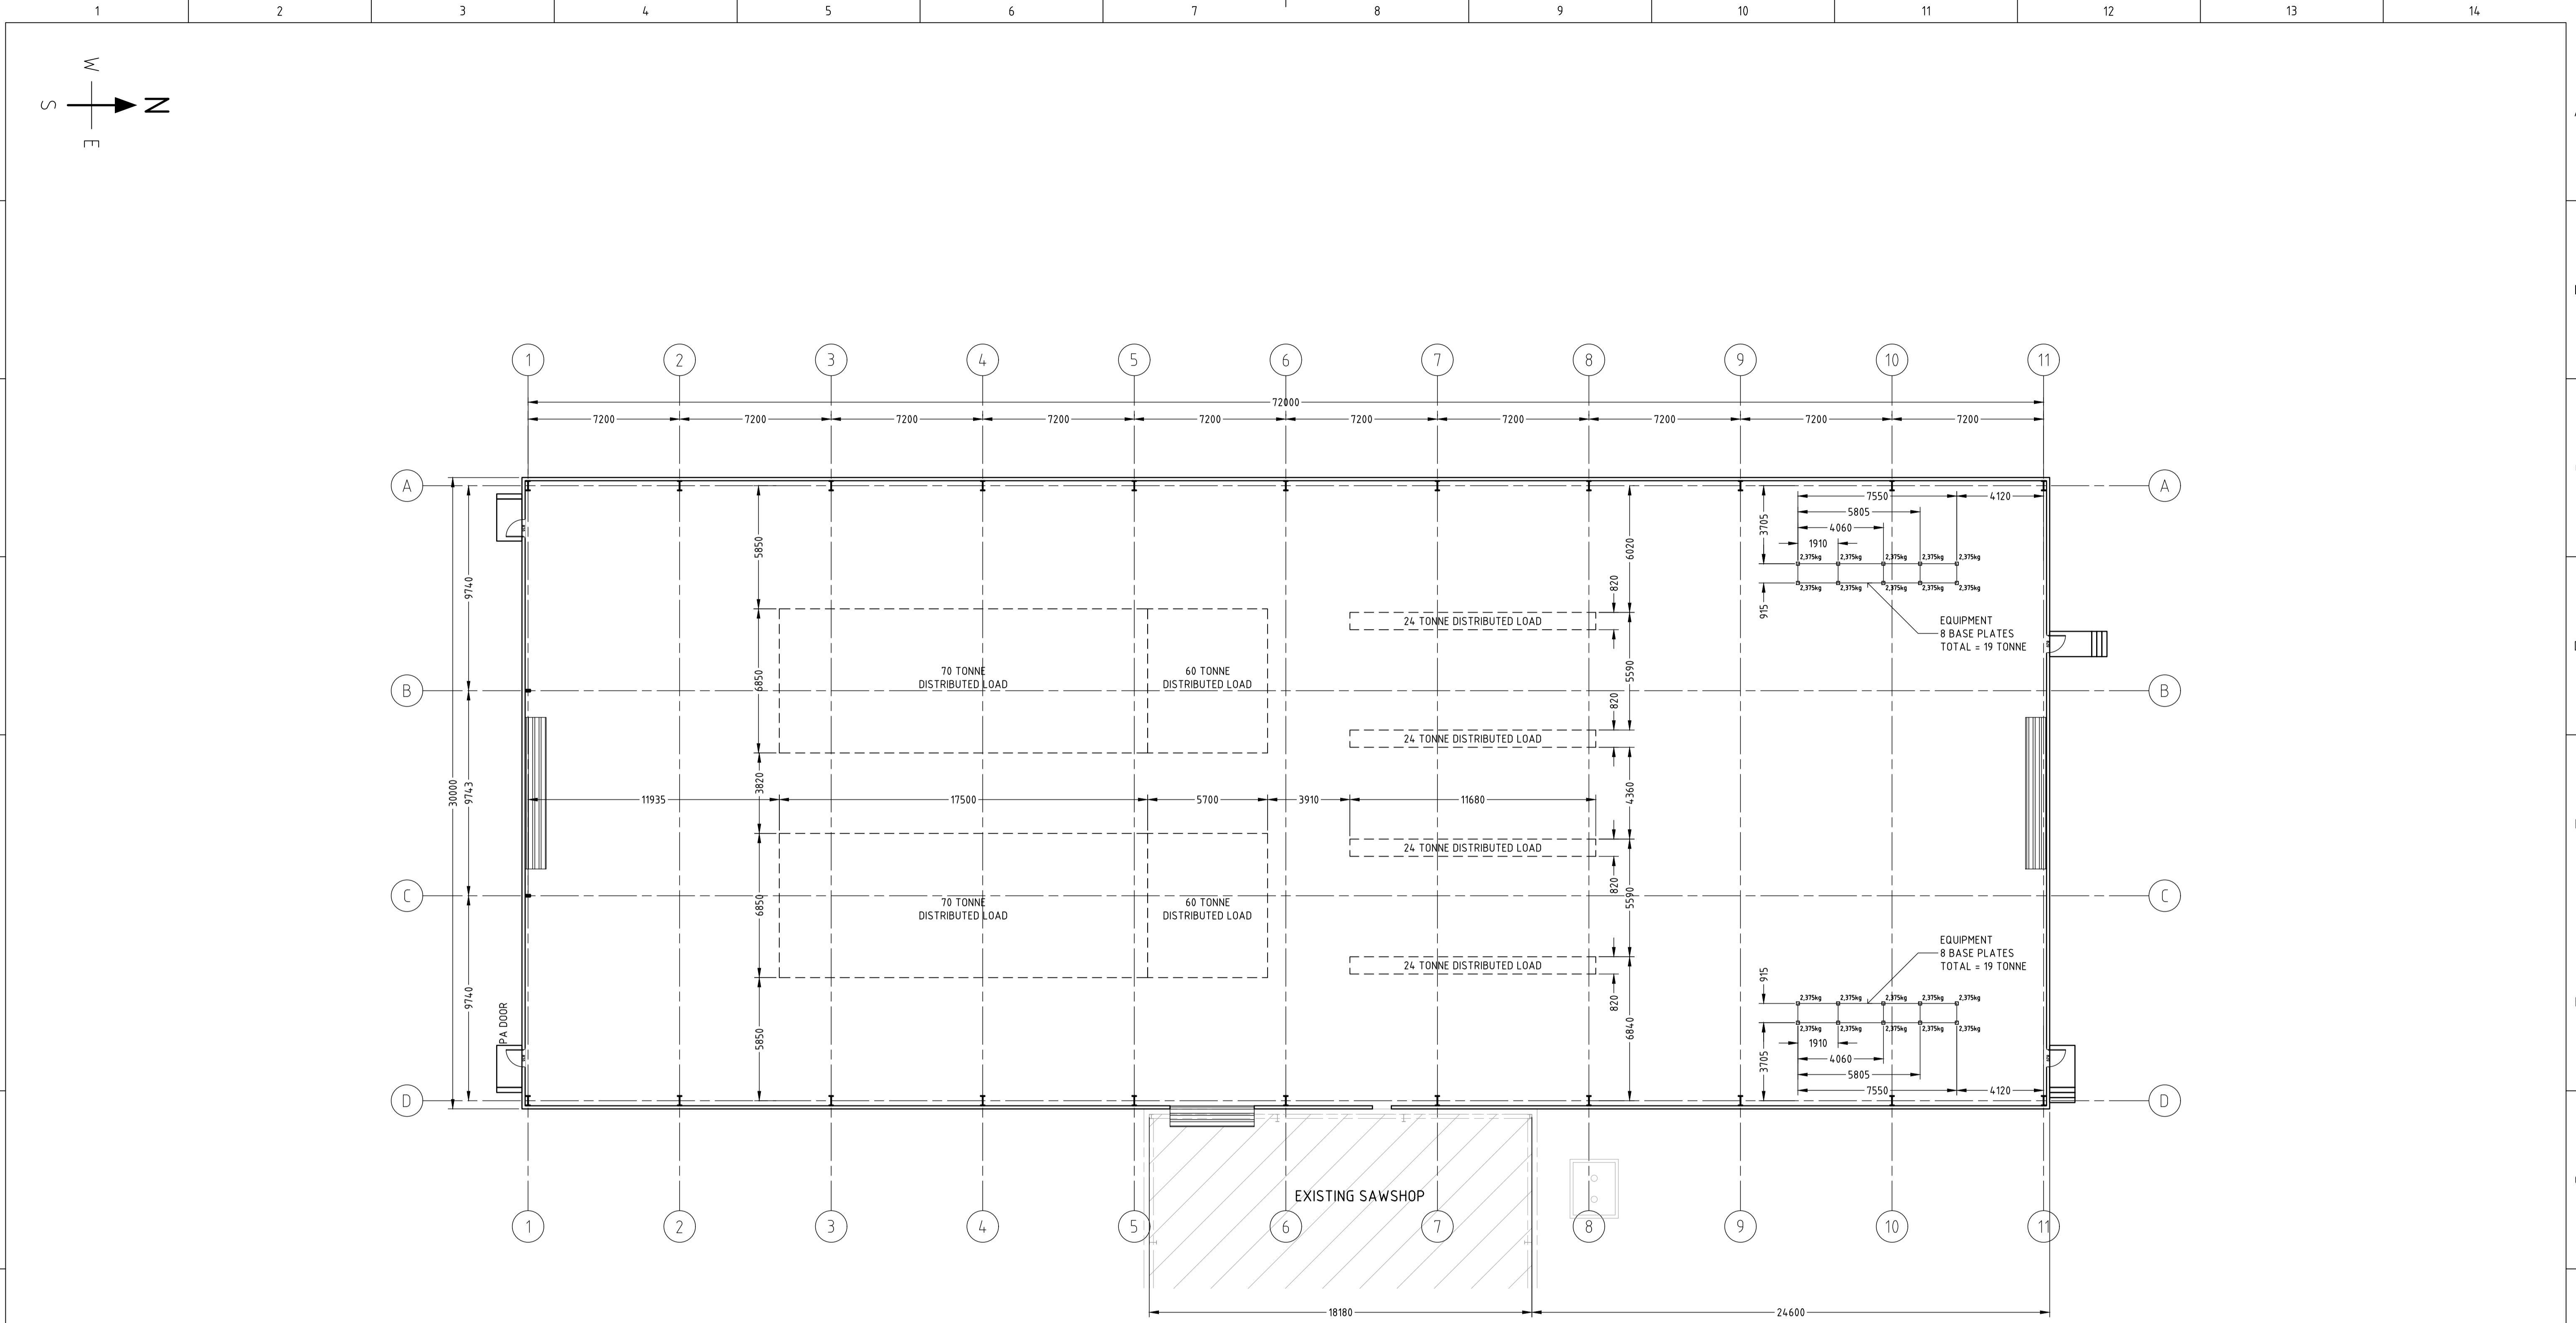 1 2 3 4 5 6 7 8 9 10 11 12 13 14
W
S N
E
1 2 3 4 5 6 7 8 9 10 11
72000
7200 7200 7200 7200 7200 7200 7200 7200 7200 7200
A A
7550 4120
5805
4060
1910
3705
2,375kg 2,375kg 2,375kg 2,375kg 2,375kg
2,375kg 2,375kg 2,375kg 2,375kg 2,375kg
915
5850
6020
820
9740
24 TONNE DISTRIBUTED LOAD
EQUIPMENT
8 BASE PLATES
TOTAL = 19 TONNE
70 TONNE
DISTRIBUTED LOAD
60 TONNE
DISTRIBUTED LOAD
6850
5590
B B
820
24 TONNE DISTRIBUTED LOAD
30000
9743
3820
11935 17500 5700 3910 11680
4360
24 TONNE DISTRIBUTED LOAD
820
5590
6850
C C
70 TONNE
DISTRIBUTED LOAD
60 TONNE
DISTRIBUTED LOAD
EQUIPMENT
8 BASE PLATES
TOTAL = 19 TONNE
24 TONNE DISTRIBUTED LOAD
820
915
9740
PA DOOR
5850
6840
2,375kg 2,375kg 2,375kg 2,375kg 2,375kg
2,375kg 2,375kg 2,375kg 2,375kg 2,375kg
3705
1910
4060
5805
7550 4120
D D
EXISTING SAWSHOP
1 2 3 4 5 6 7 8 9 10 11
18180 24600